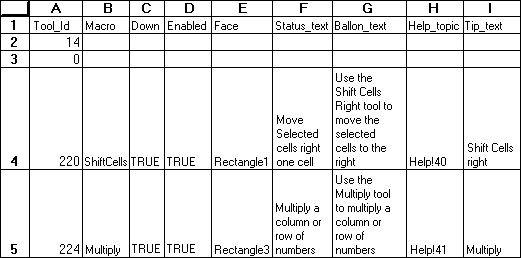 A B C D E F G H I
1 Tool_Id Macro Down Enabled Face Status_text Ballon_text Help_topic Tip_text
2 14
3 0
4 220 ShiftCells TRUE TRUE Rectangle1 Move Selected cells right one cell Use the Shift Cells Right tool to move the selected cells to the right Help!40 Shift Cells right
5 224 Multiply TRUE TRUE Rectangle3 Multiply a column or row of numbers Use the Multiply tool to multiply a column or row of numbers Help!41 Multiply